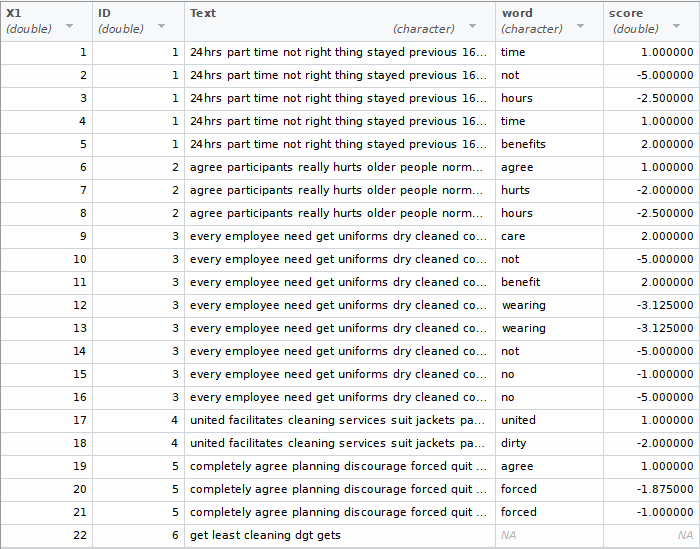 X1 ID Text word score
(double) (double) (character) (character) (double)
1 1 24hrs part time not right thing stayed previous 16... time 1.000000
2 1 24hrs part time not right thing stayed previous 16... not -5.000000
3 1 24hrs part time not right thing stayed previous 16... hours -2.500000
4 1 24hrs part time not right thing stayed previous 16... time 1.000000
5 1 24hrs part time not right thing stayed previous 16... benefits 2.000000
6 2 agree participants really hurts older people norm... agree 1.000000
7 2 agree participants really hurts older people norm... hurts -2.000000
8 2 agree participants really hurts older people norm... hours -2.500000
9 3 every employee need get uniforms dry cleaned co... care 2.000000
10 3 every employee need get uniforms dry cleaned co... not -5.000000
11 3 every employee need get uniforms dry cleaned co... benefit 2.000000
12 3 every employee need get uniforms dry cleaned co... wearing -3.125000
13 3 every employee need get uniforms dry cleaned co... wearing -3.125000
14 3 every employee need get uniforms dry cleaned co... not -5.000000
15 3 every employee need get uniforms dry cleaned co... no -1.000000
16 3 every employee need get uniforms dry cleaned co... no -5.000000
17 4 united facilitates cleaning services suit jackets pa... united 1.000000
18 4 united facilitates cleaning services suit jackets pa... dirty -2.000000
19 5 completely agree planning discourage forced quit ... agree 1.000000
20 5 completely agree planning discourage forced quit ... forced -1.875000
21 5 completely agree planning discourage forced quit ... forced -1.000000
22 6 get least cleaning dgt gets NA NA